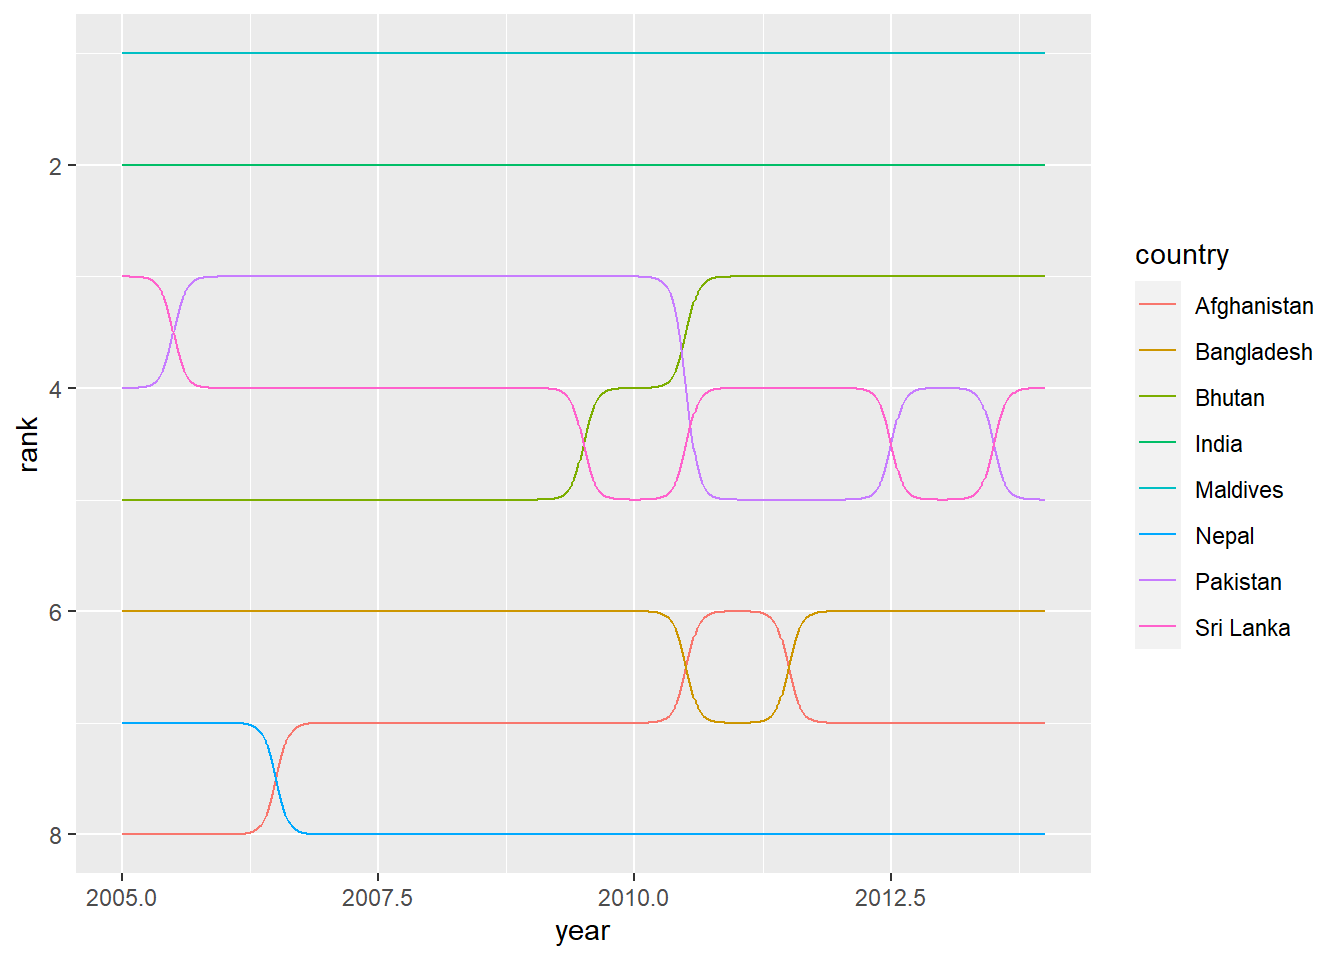 2
4
6
8
rank
2005.0
2007.5
2010.0
2012.5
year
country
Afghanistan
Bangladesh
Bhutan
India
Maldives
Nepal
Pakistan
Sri Lanka